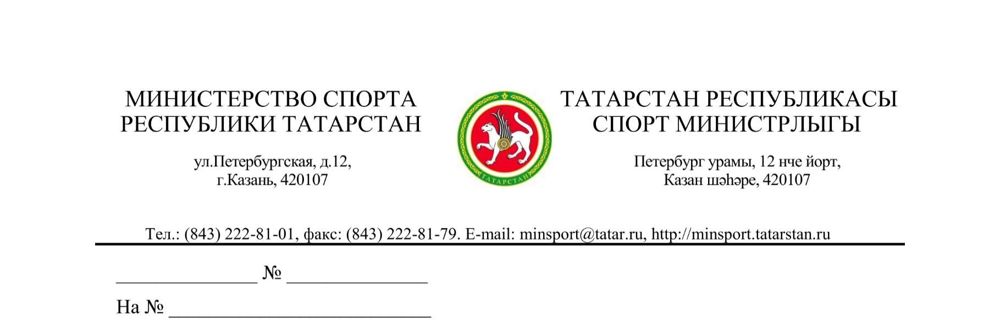 МИНИСТЕРСТВО СПОРТА
РЕСПУБЛИКИ ТАТАРСТАН
ул.Петербургская, д.12,
г.Казань, 420107
ТАТАРСТАН
ТАТАРСТАН РЕСПУБЛИКАСЫ
СПОРТ МИНИСТРЛЫГЫ
Петербург урамы, 12 нче йорт,
Казан шәһәре, 420107
Тел.: (843) 222-81-01, факс: (843) 222-81-79. E-mail: minsport@tatar.ru, http://minsport.tatarstan.ru
_______________ № _______________
На № ____________________________